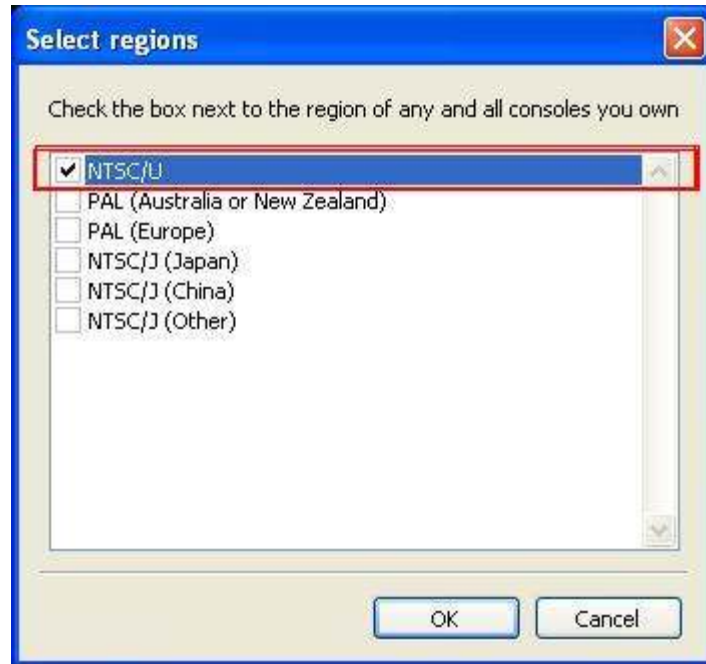 Select regions
Check the box next to the region of any and all consoles you own
NTSC/U
PAL (Australia or New Zealand)
PAL (Europe)
NTSC/J (Japan)
NTSC/J (China)
NTSC/J (Other)
OK
Cancel